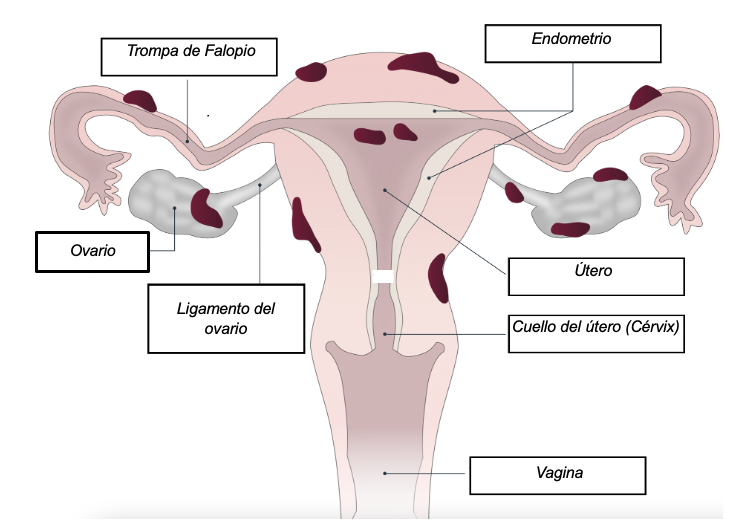 Endometrio
Trompa de Falopio
Ovario
Útero
Ligamento del
ovario
Cuello del útero (Cérvix)
Vagina